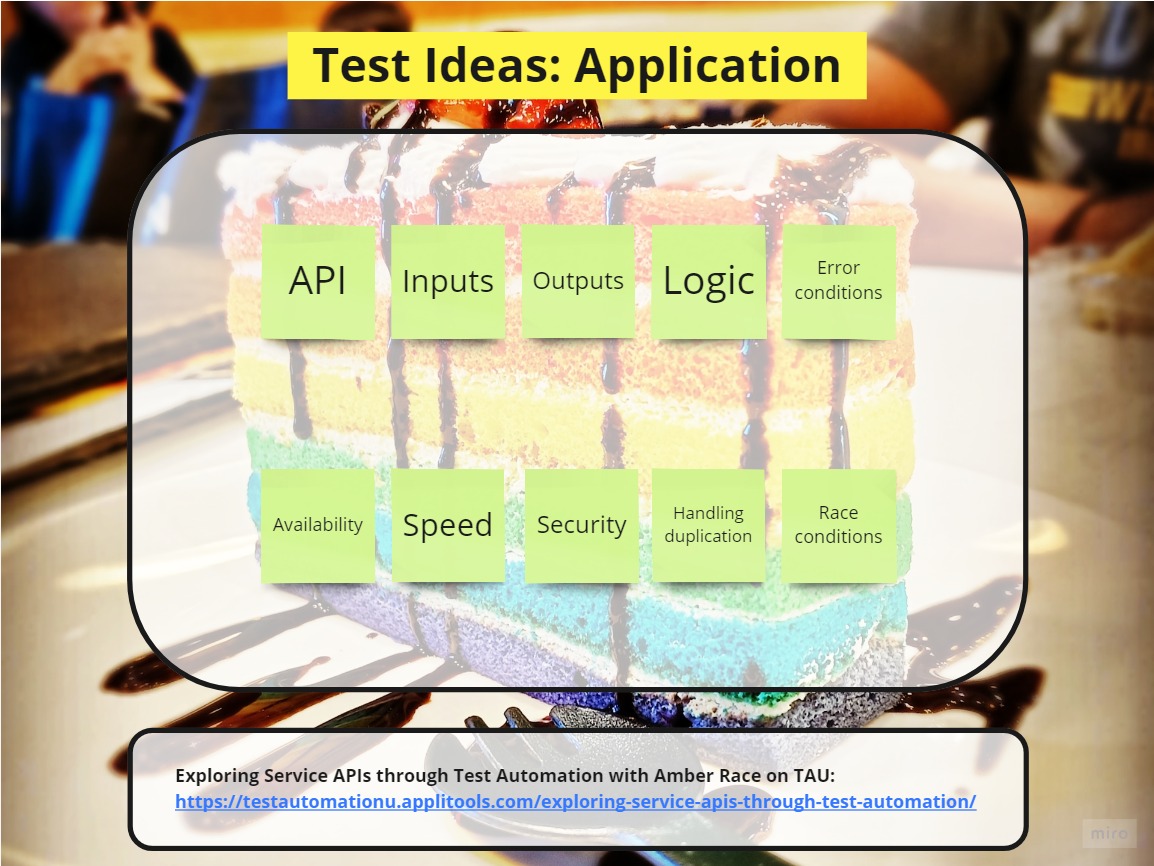 Test Ideas: Application
API
Inputs
Outputs
Logic
Error
conditions
Availability
Speed
Security
Handling
duplication
Race
conditions
Exploring Service APIs through Test Automation with Amber Race on TAU:
https://testautomationu.applitools.com/exploring-service-apis-through-test-automation/
miro